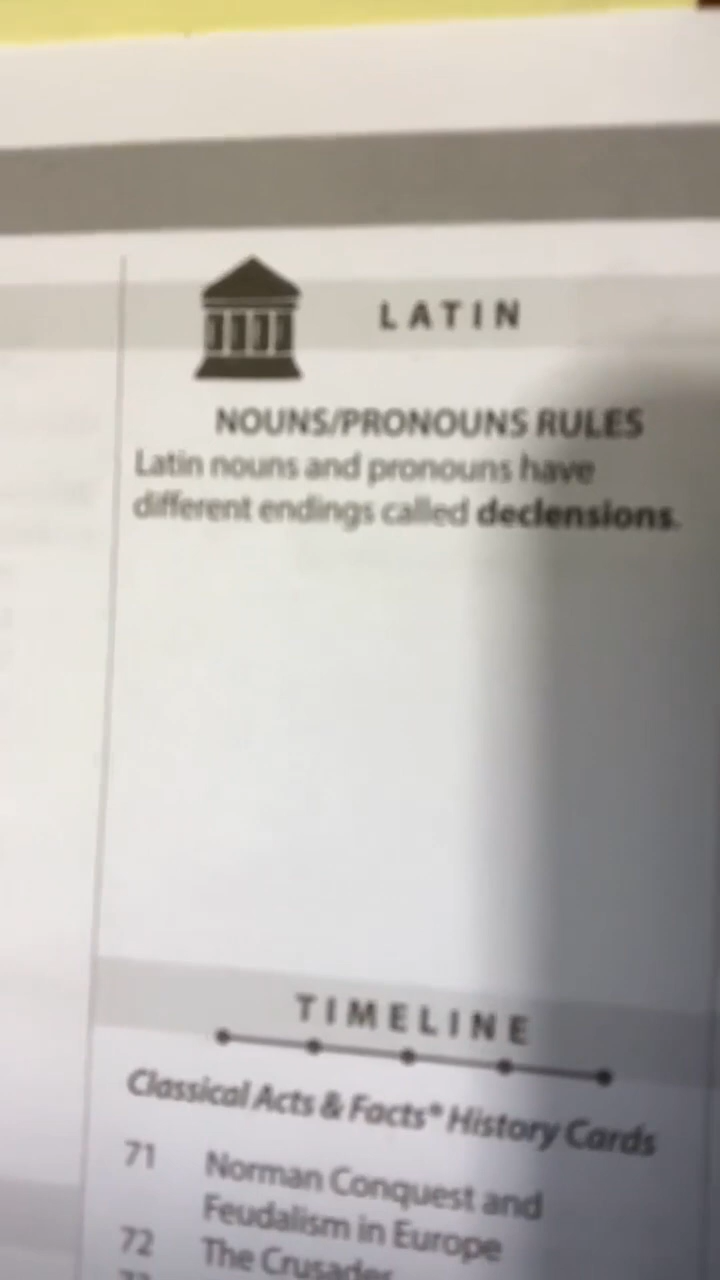 LATIN
NOUNS/PRONOUNS RULES
Latin nouns and pronouns have
different endings called declensions.
TIMELINE
Classical Acts & Facts® History Cards
71 Norman Conquest and
Feudalism in Europe
72 The Crusades
73